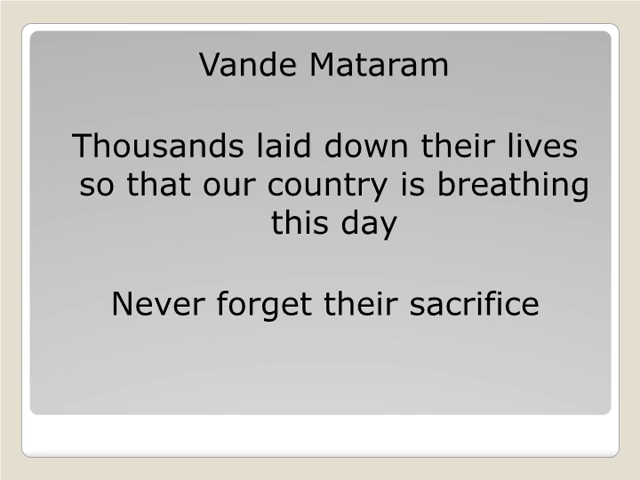 Vande Mataram
Thousands laid down their lives
so that our country is breathing
this day
Never forget their sacrifice